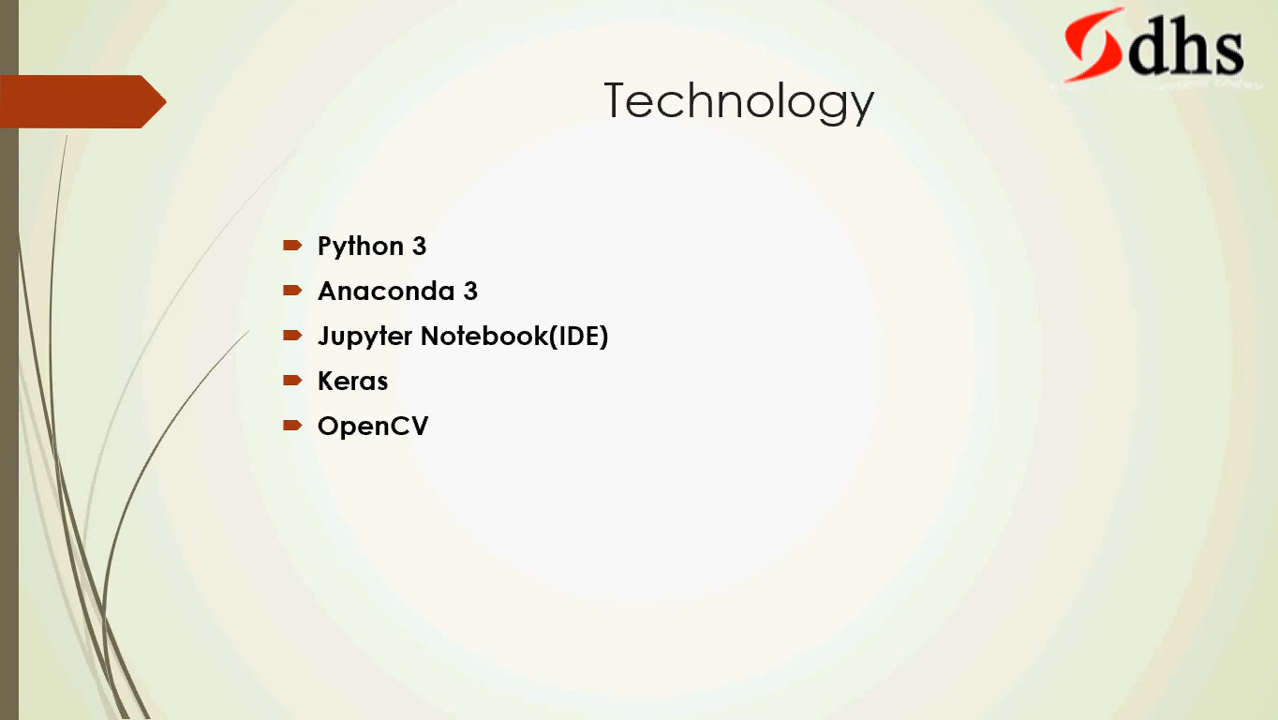 dhs
Technology
Python 3
Anaconda 3
Jupyter Notebook(IDE)
Keras
OpenCV